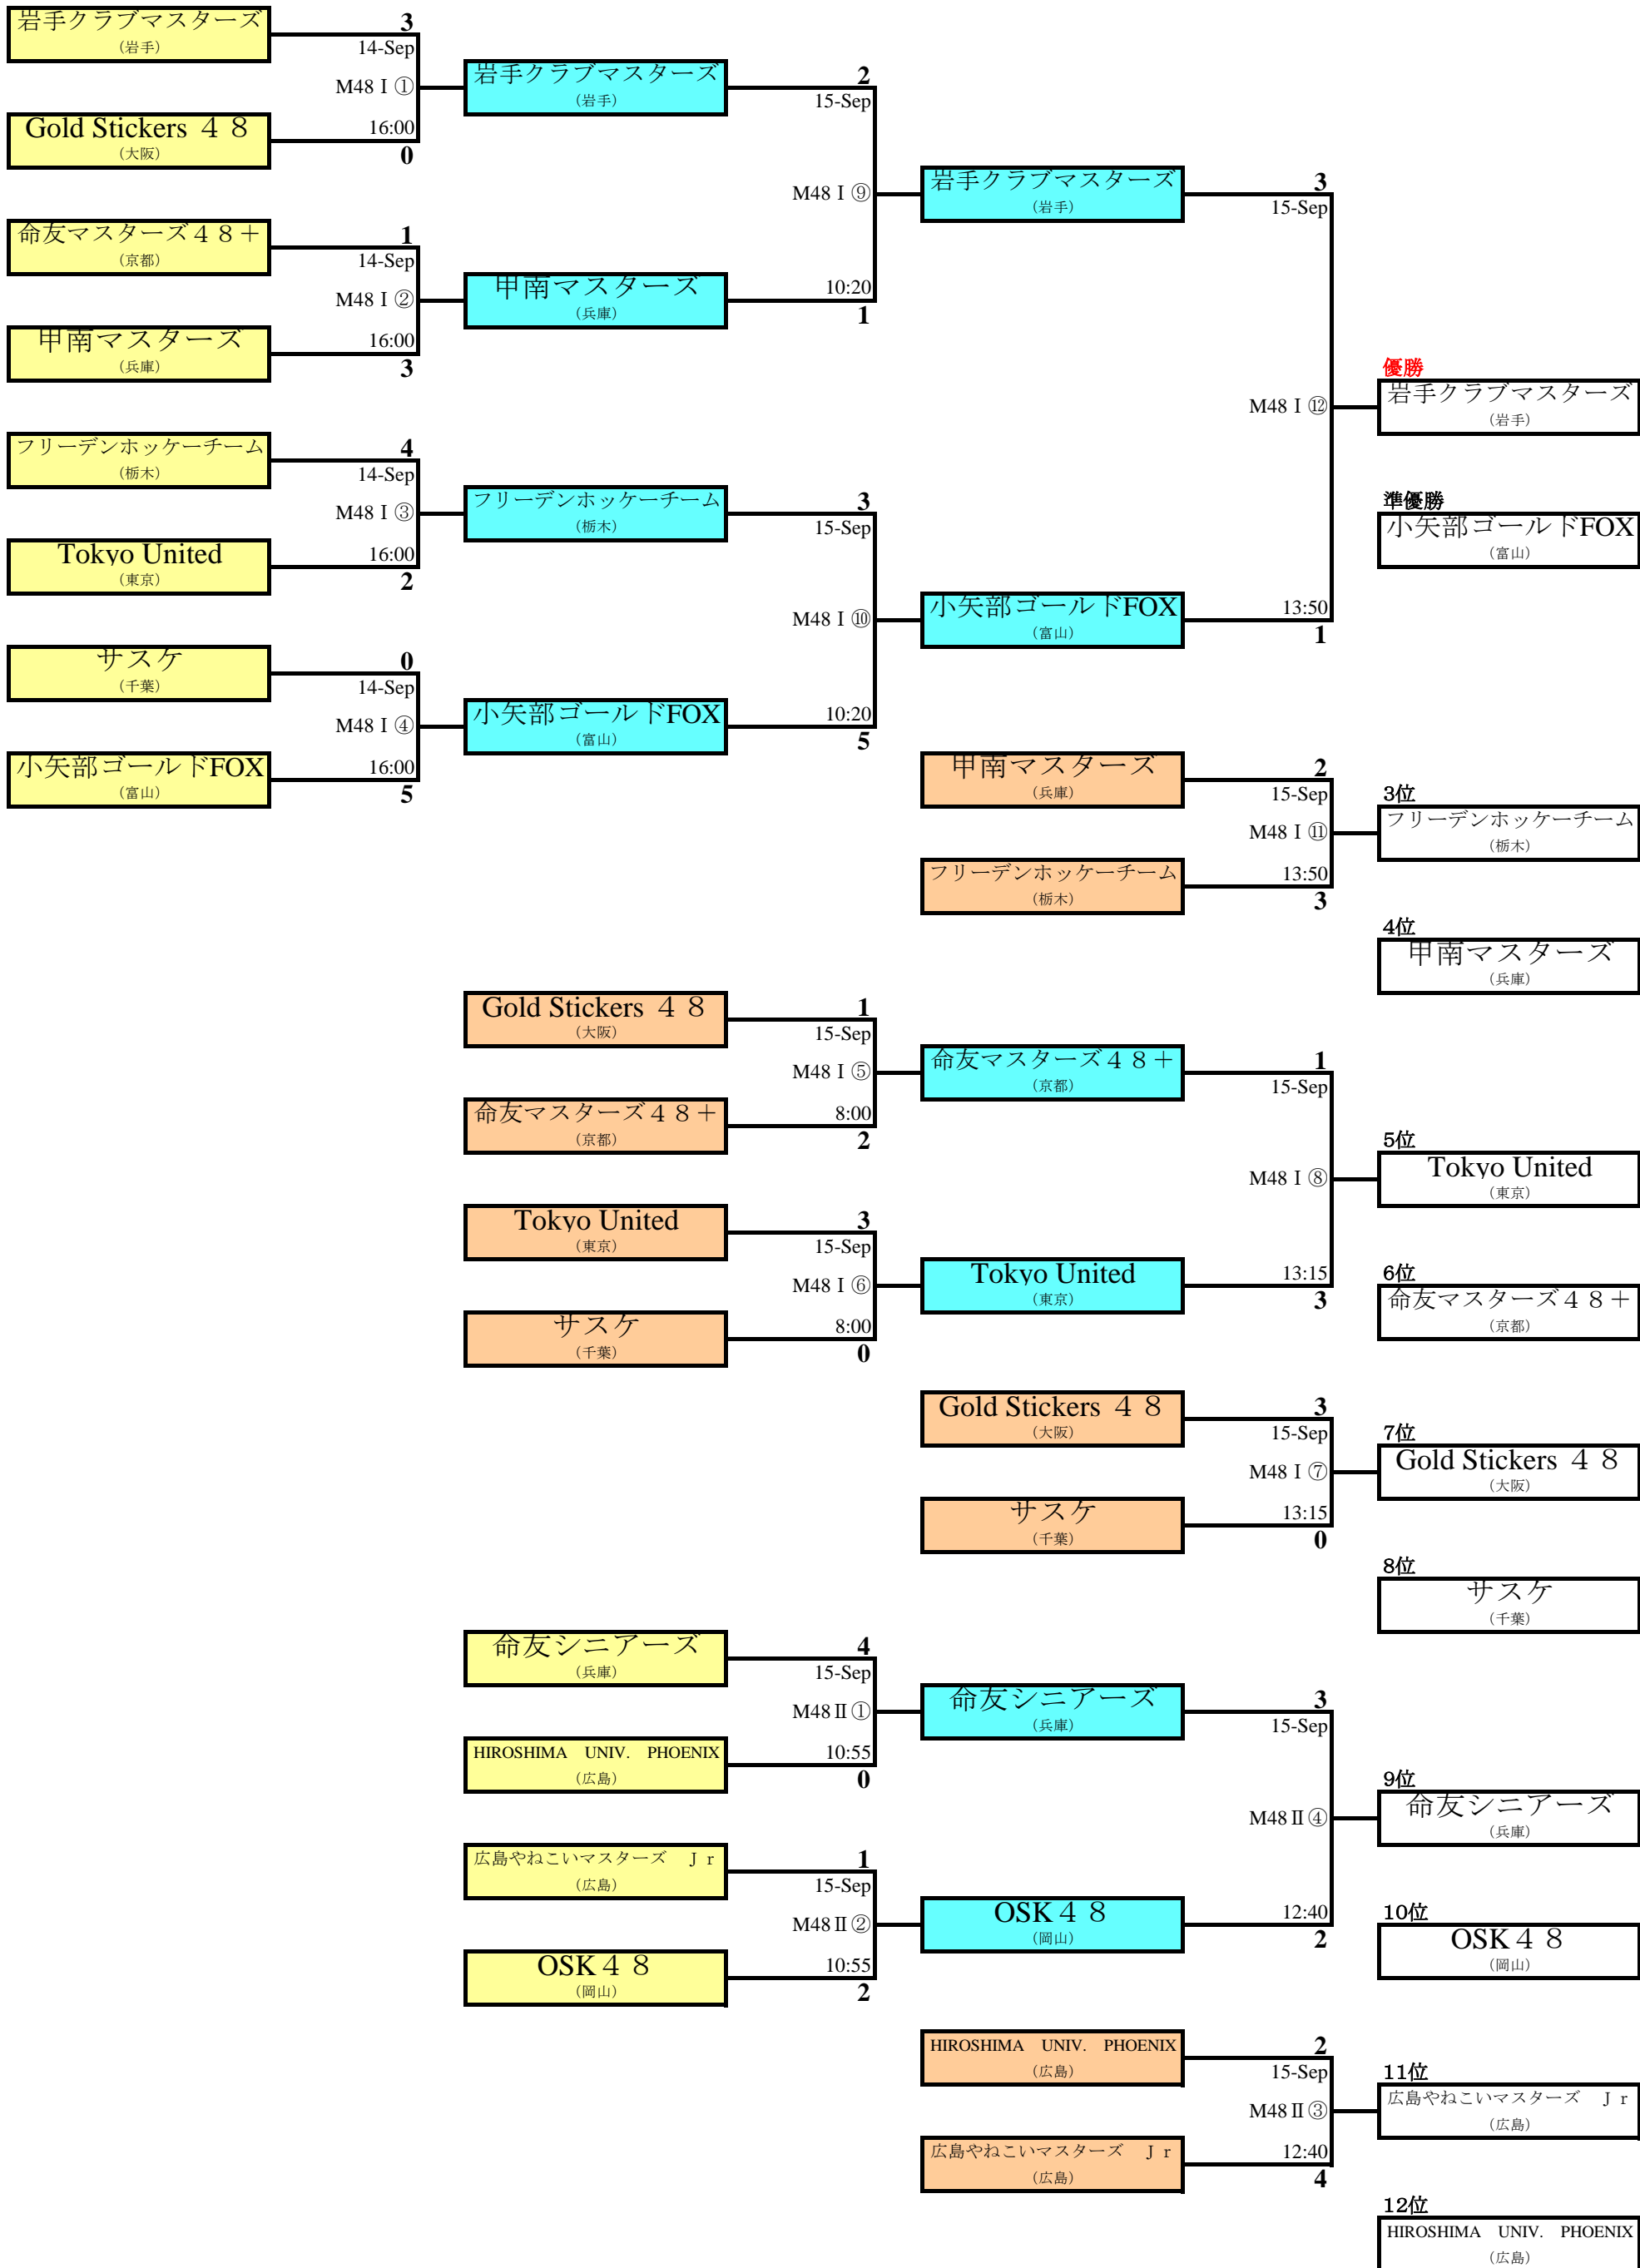 岩手クラブマスターズ
（岩手）
3
14-Sep
M48 I ①
16:00
0
Gold Stickers ４８
（大阪）
岩手クラブマスターズ
（岩手）
2
15-Sep
M48 I ⑨
10:20
1
命友マスターズ４８＋
（京都）
1
14-Sep
M48 I ②
16:00
3
甲南マスターズ
（兵庫）
甲南マスターズ
（兵庫）
岩手クラブマスターズ
（岩手）
3
15-Sep
M48 I ⑫
13:50
1
優勝
岩手クラブマスターズ
（岩手）
準優勝
小矢部ゴールドFOX
（富山）
フリーデンホッケーチーム
（栃木）
4
14-Sep
M48 I ③
16:00
2
Tokyo United
（東京）
フリーデンホッケーチーム
（栃木）
3
15-Sep
M48 I ⑩
10:20
5
サスケ
（千葉）
0
14-Sep
M48 I ④
16:00
5
小矢部ゴールドFOX
（富山）
小矢部ゴールドFOX
（富山）
小矢部ゴールドFOX
（富山）
甲南マスターズ
（兵庫）
2
15-Sep
M48 I ⑪
13:50
3
フリーデンホッケーチーム
（栃木）
3位
フリーデンホッケーチーム
（栃木）
4位
甲南マスターズ
（兵庫）
Gold Stickers ４８
（大阪）
1
15-Sep
M48 I ⑤
8:00
2
命友マスターズ４８＋
（京都）
命友マスターズ４８＋
（京都）
1
15-Sep
M48 I ⑧
13:15
3
Tokyo United
（東京）
3
15-Sep
M48 I ⑥
8:00
0
サスケ
（千葉）
Tokyo United
（東京）
5位
Tokyo United
（東京）
6位
命友マスターズ４８＋
（京都）
Gold Stickers ４８
（大阪）
3
15-Sep
M48 I ⑦
13:15
0
サスケ
（千葉）
7位
Gold Stickers ４８
（大阪）
8位
サスケ
（千葉）
命友シニアーズ
（兵庫）
4
15-Sep
M48 II ①
10:55
0
HIROSHIMA　UNIV.　PHOENIX
（広島）
命友シニアーズ
（兵庫）
3
15-Sep
M48 II ④
12:40
2
広島やねこいマスターズ　Ｊｒ
（広島）
1
15-Sep
M48 II ②
10:55
2
OSK４８
（岡山）
OSK４８
（岡山）
9位
命友シニアーズ
（兵庫）
10位
OSK４８
（岡山）
HIROSHIMA　UNIV.　PHOENIX
（広島）
2
15-Sep
M48 II ③
12:40
4
広島やねこいマスターズ　Ｊｒ
（広島）
11位
広島やねこいマスターズ　Ｊｒ
（広島）
12位
HIROSHIMA　UNIV.　PHOENIX
（広島）